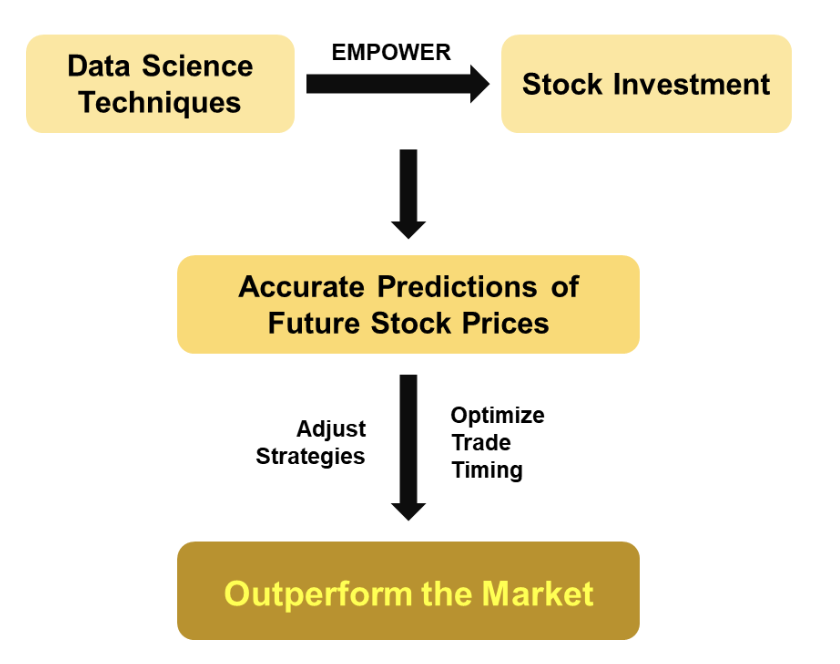 EMPOWER
Data Science
Techniques
Stock Investment
Accurate Predictions of
Future Stock Prices
Adjust
Strategies
Optimize
Trade
Timing
Outperform the Market